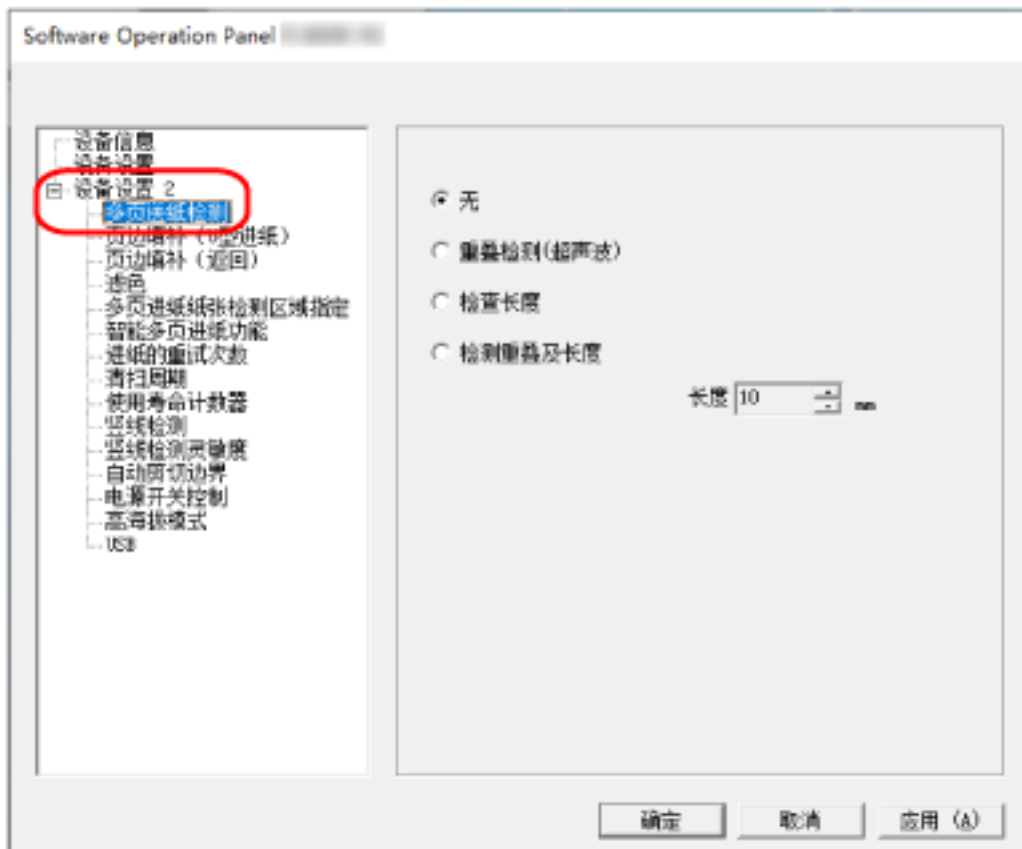 Software Operation Panel
设备信息
设备设置
设备设置 2
多页送纸检测
页边填补（U型进纸）
页边填补（返回）
滤色
多页进纸纸张检测区域指定
智能多页进纸功能
进纸的重试次数
清扫周期
使用寿命计数器
竖线检测
竖线检测灵敏度
自动剪切边界
电源开关控制
高海拔模式
USB
无
重叠检测(超声波)
检查长度
检测重叠及长度
长度 10 mm
确定 取消 应用 (A)